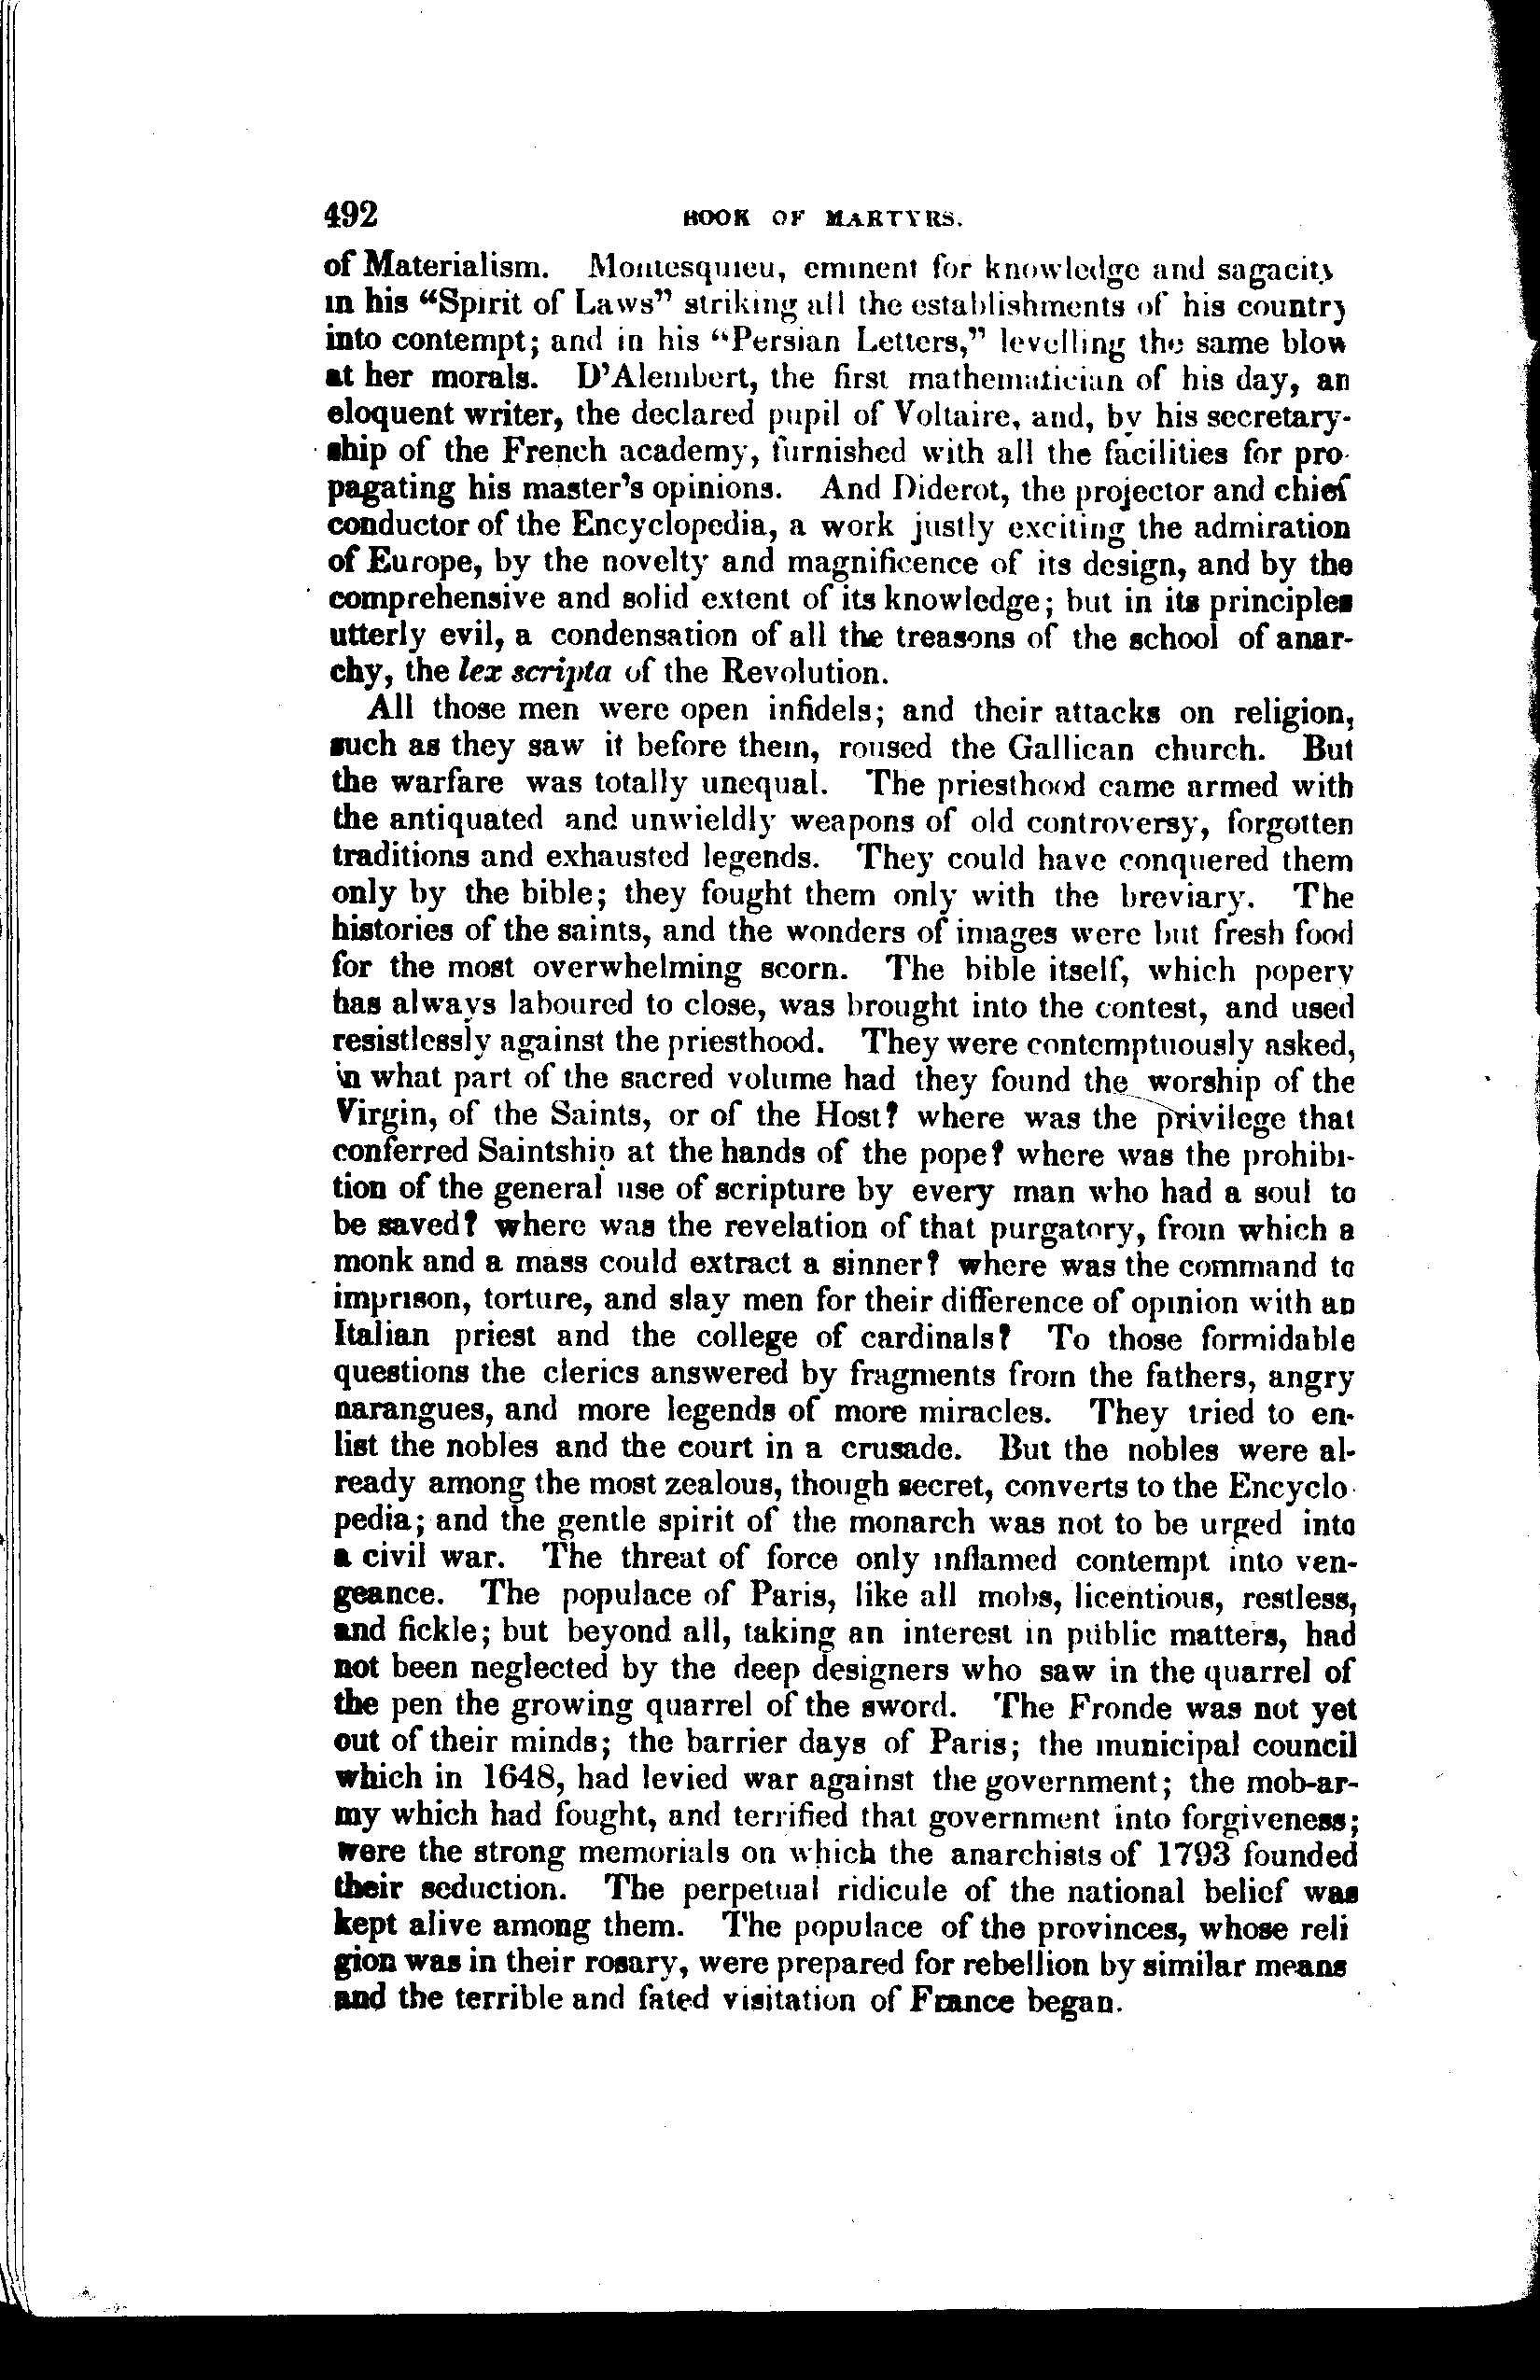 492 BOOK OF MARTYRS.
of Materialism. Montesquieu, eminent for knowledge and sagacity
in his “Spirit of Laws” striking all the establishments of his country
into contempt; and in his “Persian Letters,” levelling the same blow
at her morals. D’Alembert, the first mathematician of his day, an
eloquent writer, the declared pupil of Voltaire, and, by his secretary-
ship of the French academy, furnished with all the facilities for pro-
pagating his master’s opinions. And Diderot, the projector and chief
conductor of the Encyclopedia, a work justly exciting the admiration
of Europe, by the novelty and magnificence of its design, and by the
comprehensive and solid extent of its knowledge; but in its principles
utterly evil, a condensation of all the treasons of the school of anar-
chy, the lex scripta of the Revolution.
All those men were open infidels; and their attacks on religion,
such as they saw it before them, roused the Gallican church. But
the warfare was totally unequal. The priesthood came armed with
the antiquated and unwieldly weapons of old controversy, forgotten
traditions and exhausted legends. They could have conquered them
only by the bible; they fought them only with the breviary. The
histories of the saints, and the wonders of images were but fresh food
for the most overwhelming scorn. The bible itself, which popery
has always laboured to close, was brought into the contest, and used
resistlessly against the priesthood. They were contemptuously asked,
in what part of the sacred volume had they found the worship of the
Virgin, of the Saints, or of the Host? where was the privilege that
conferred Saintship at the hands of the pope? where was the prohibi-
tion of the general use of scripture by every man who had a soul to
be saved? where was the revelation of that purgatory, from which a
monk and a mass could extract a sinner? where was the command to
imprison, torture, and slay men for their difference of opinion with an
Italian priest and the college of cardinals? To those formidable
questions the clerics answered by fragments from the fathers, angry
harangues, and more legends of more miracles. They tried to en-
list the nobles and the court in a crusade. But the nobles were al-
ready among the most zealous, though secret, converts to the Encyclo-
pedia; and the gentle spirit of the monarch was not to be urged into
a civil war. The threat of force only inflamed contempt into ven-
geance. The populace of Paris, like all mobs, licentious, restless,
and fickle; but beyond all, taking an interest in public matters, had
not been neglected by the deep designers who saw in the quarrel of
the pen the growing quarrel of the sword. The Fronde was not yet
out of their minds; the barrier days of Paris; the municipal council
which in 1648, had levied war against the government; the mob-ar-
my which had fought, and terrified that government into forgiveness;
were the strong memorials on which the anarchists of 1793 founded
their seduction. The perpetual ridicule of the national belief was
kept alive among them. The populace of the provinces, whose reli
gion was in their rosary, were prepared for rebellion by similar means
and the terrible and fated visitation of France began.